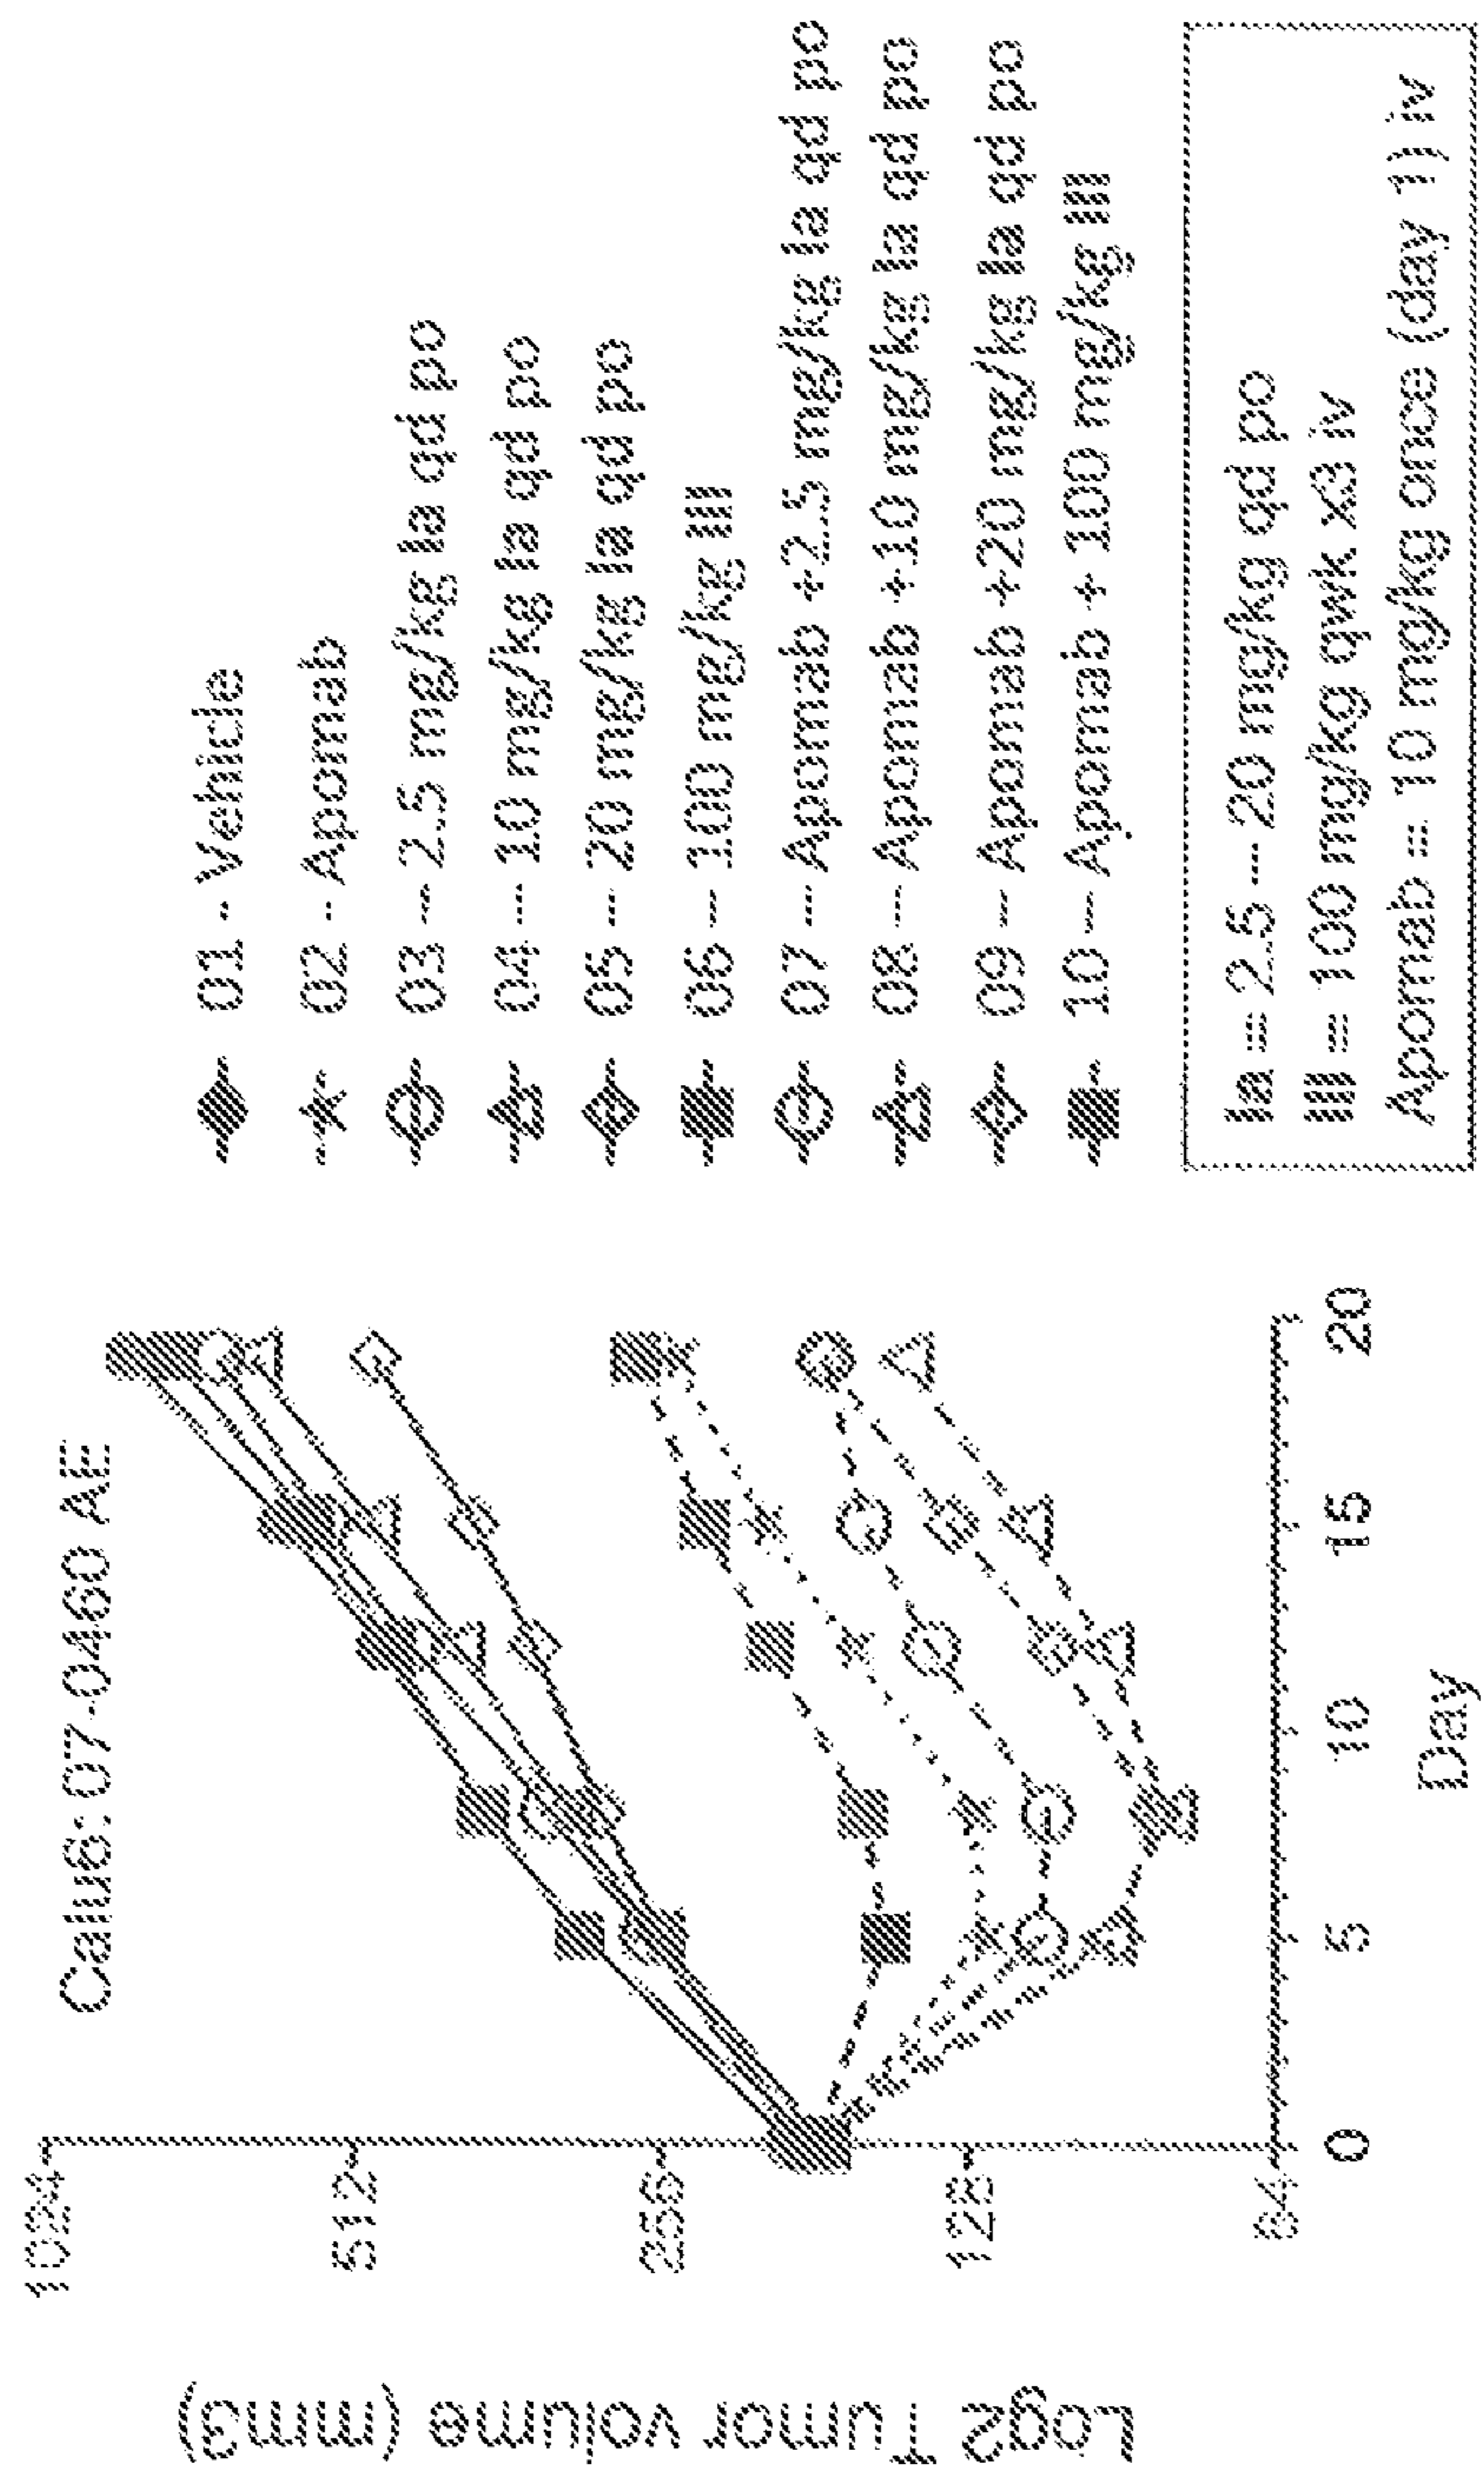 Calu6: 07-0460 AE
Log2 Tumor volume (mm3)
1024
512
256
128
64
0
5
10
15
20
Day
01 -- Vehicle
02 -- Apomab
03 -- 2.5 mg/kg Ia qd po
04 --- 10 mg/kg Ia qd po
05 --- 20 mg/kg Ia qd po
06 -- 100 mg/kg III
07 --- Apomab +2.5 mg/kg Ia qd po
08 --- Apomab +10 mg/kg Ia qd po
09 -- Apomab +20 mg/kg Ia qd po
10 -- Apomab + 100 mg/kg III
Ia = 2.5 --- 20 mg/kg qd po
III = 100 mg/kg qwk x3 iv
Apomab = 10 mg/kg once (day 1) iv